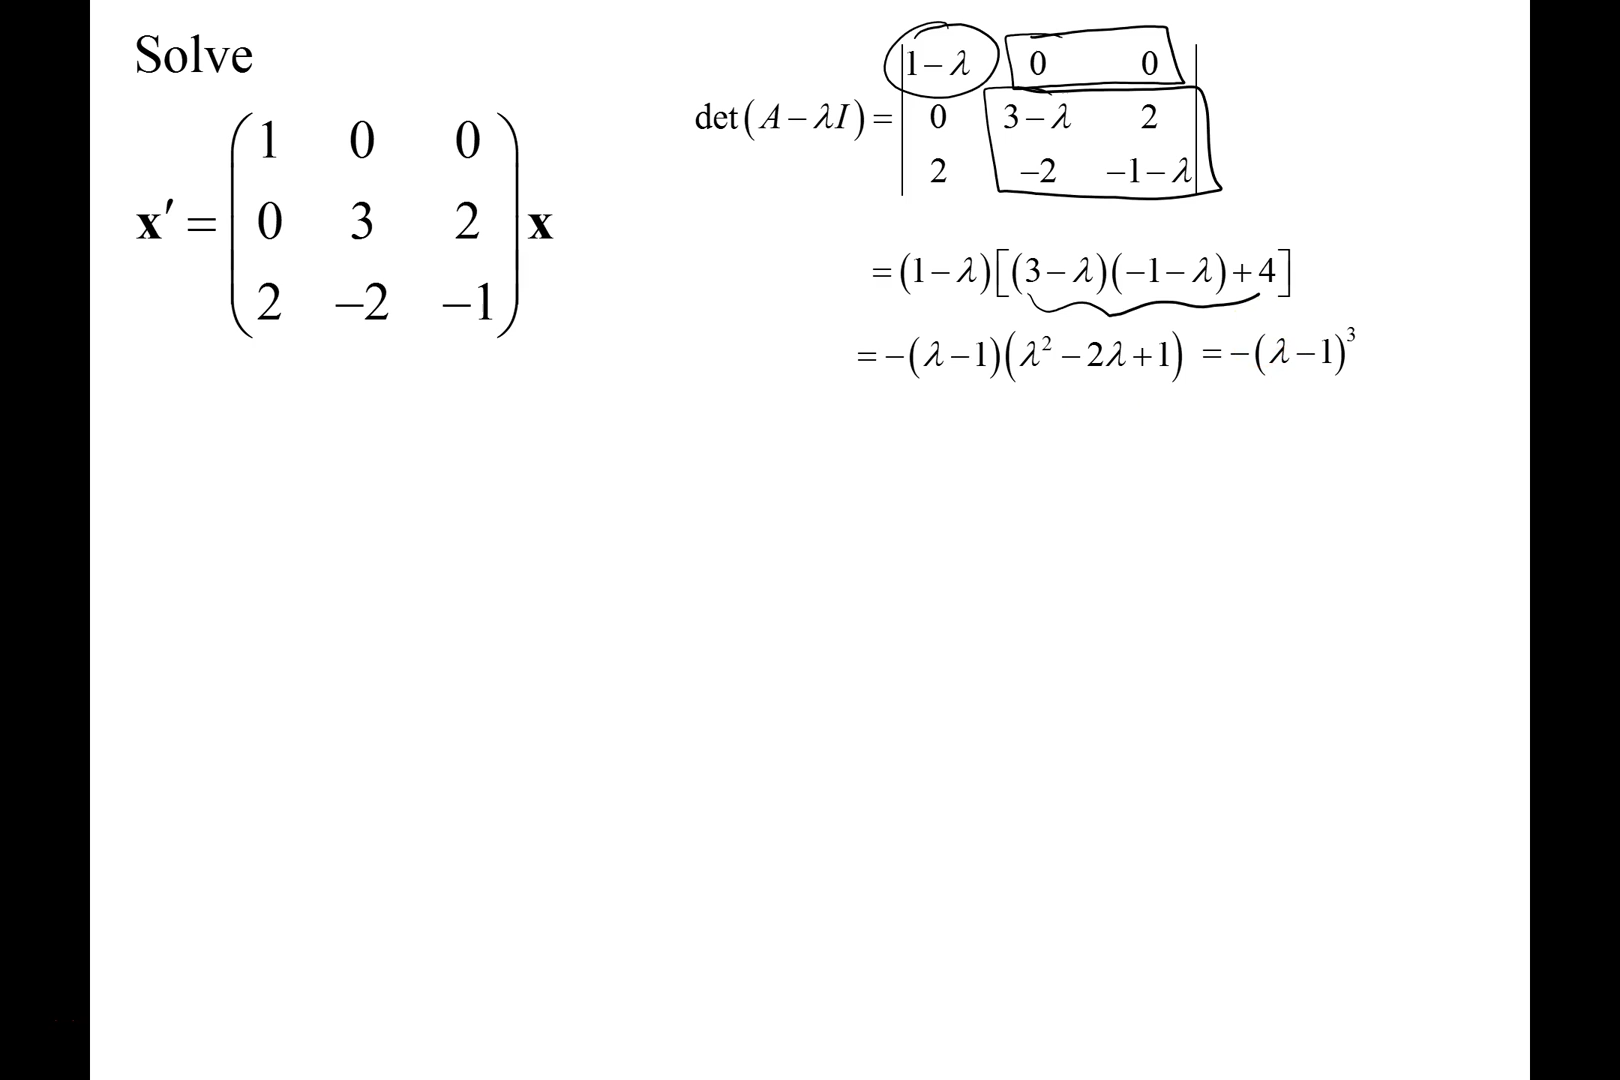 Solve
x′ = ( 1 0 0
0 3 2
2 −2 −1 ) x
det(A − λI) = | 1−λ 0 0
0 3−λ 2
2 −2 −1−λ |
= (1−λ)[(3−λ)(−1−λ)+4]
= −(λ−1)(λ² − 2λ + 1) = −(λ−1)³